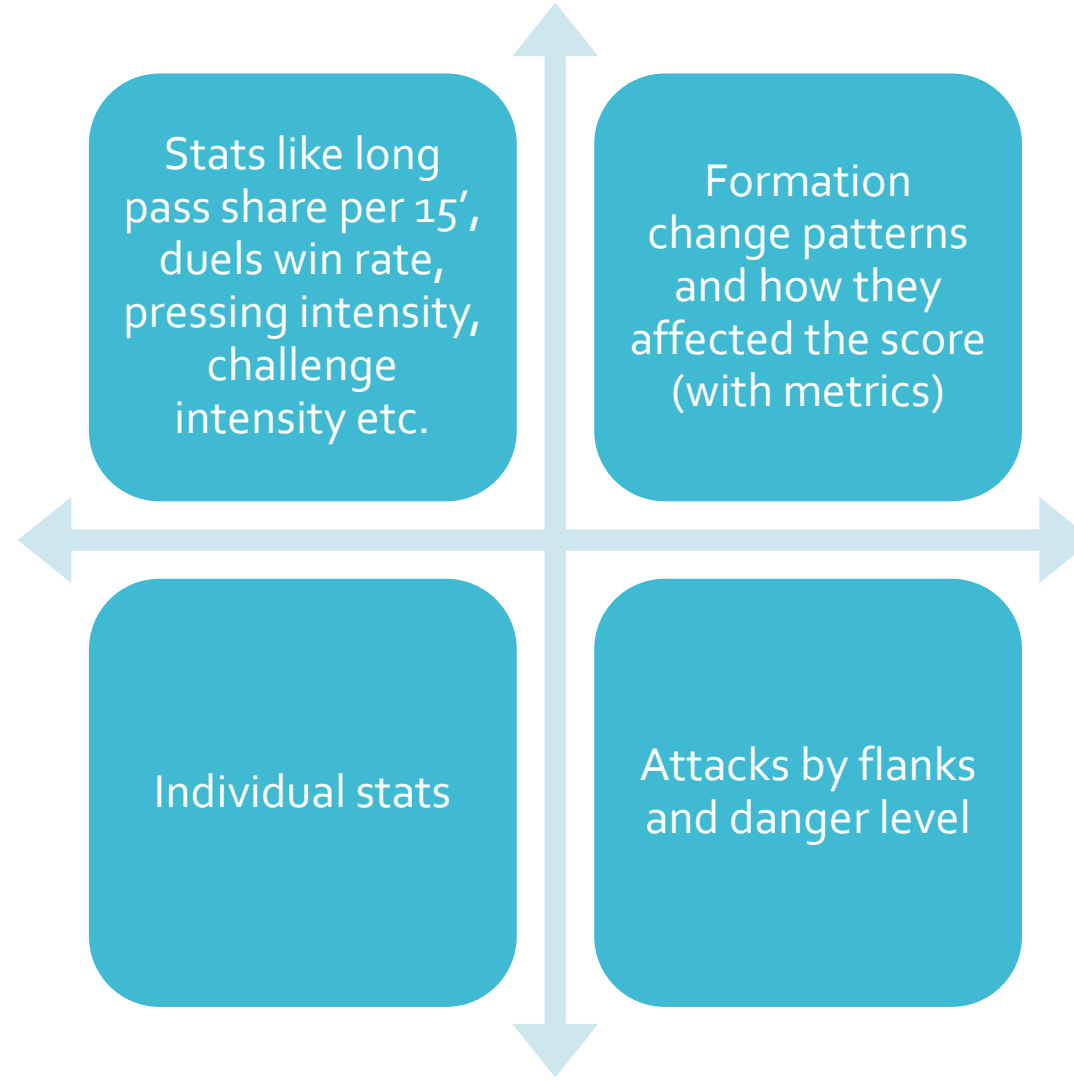 Stats like long
pass share per 15′,
duels win rate,
pressing intensity,
challenge
intensity etc.
Formation
change patterns
and how they
affected the score
(with metrics)
Individual stats
Attacks by flanks
and danger level